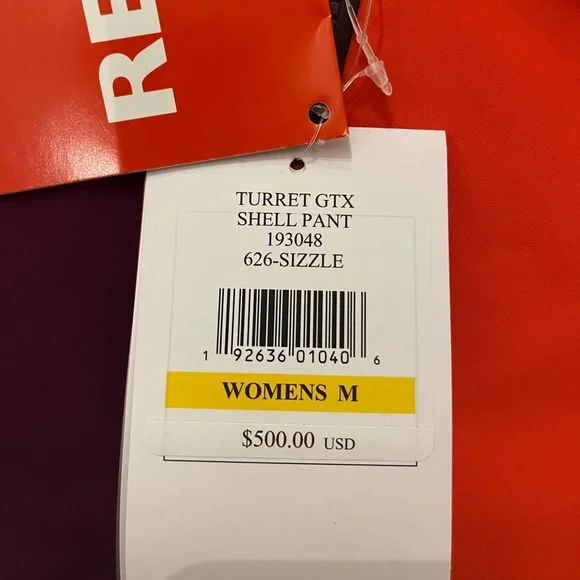 RE
TURRET GTX
SHELL PANT
193048
626-SIZZLE
1 92636 01040 6
WOMENS M
$500.00 USD